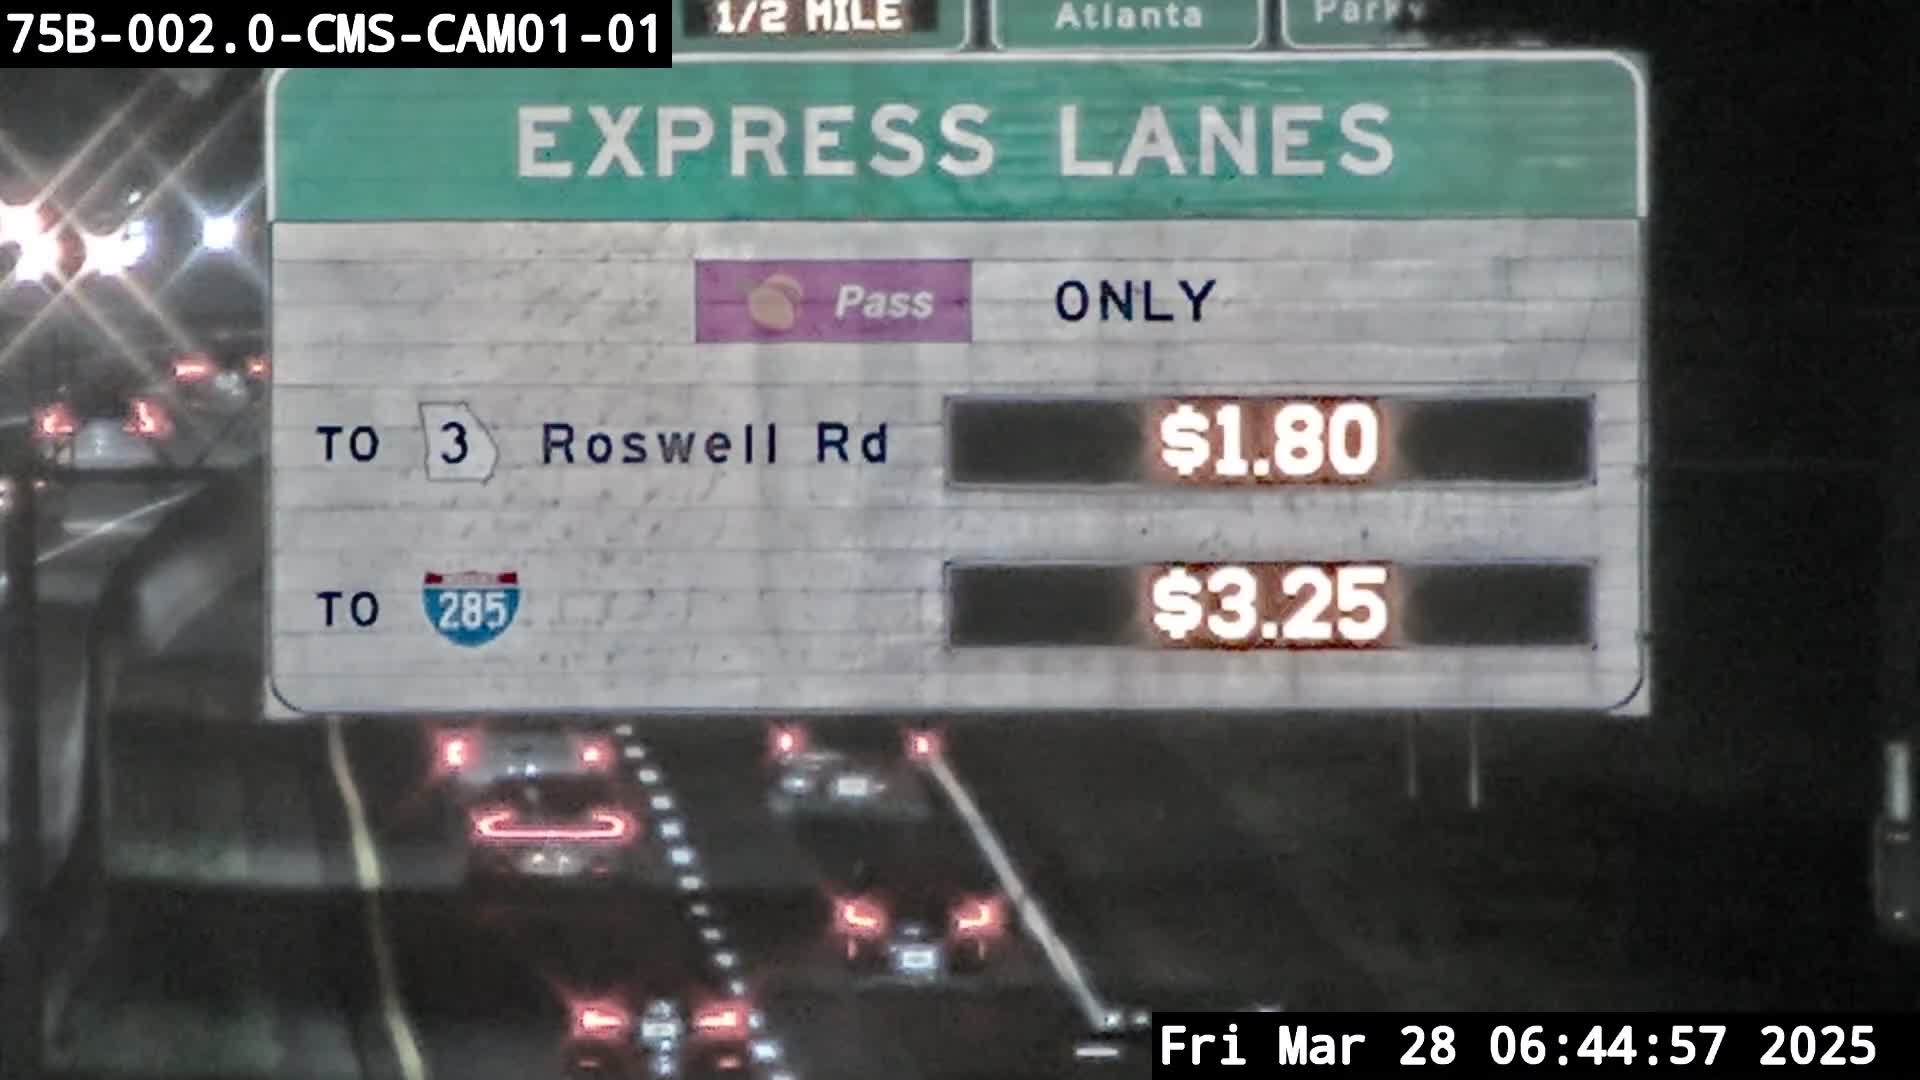 75B-002.0-CMS-CAM01-01
1/2 MILE
Atlanta
EXPRESS LANES
Pass ONLY
TO 3 Roswell Rd $1.80
TO 285 $3.25
Fri Mar 28 06:44:57 2025